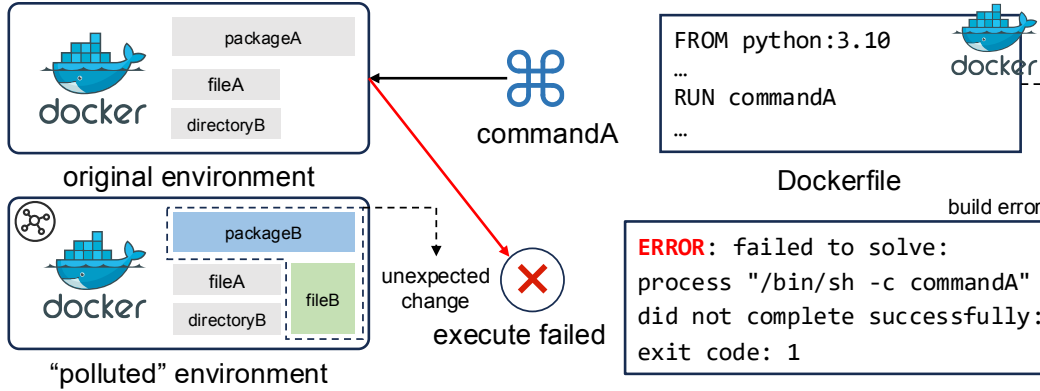 docker
packageA
fileA
directoryB
original environment
commandA
FROM python:3.10
…
RUN commandA
…
docker
Dockerfile
docker
packageB
fileA
directoryB
fileB
"polluted" environment
unexpected
change
execute failed
build error
ERROR: failed to solve:
process "/bin/sh -c commandA"
did not complete successfully:
exit code: 1